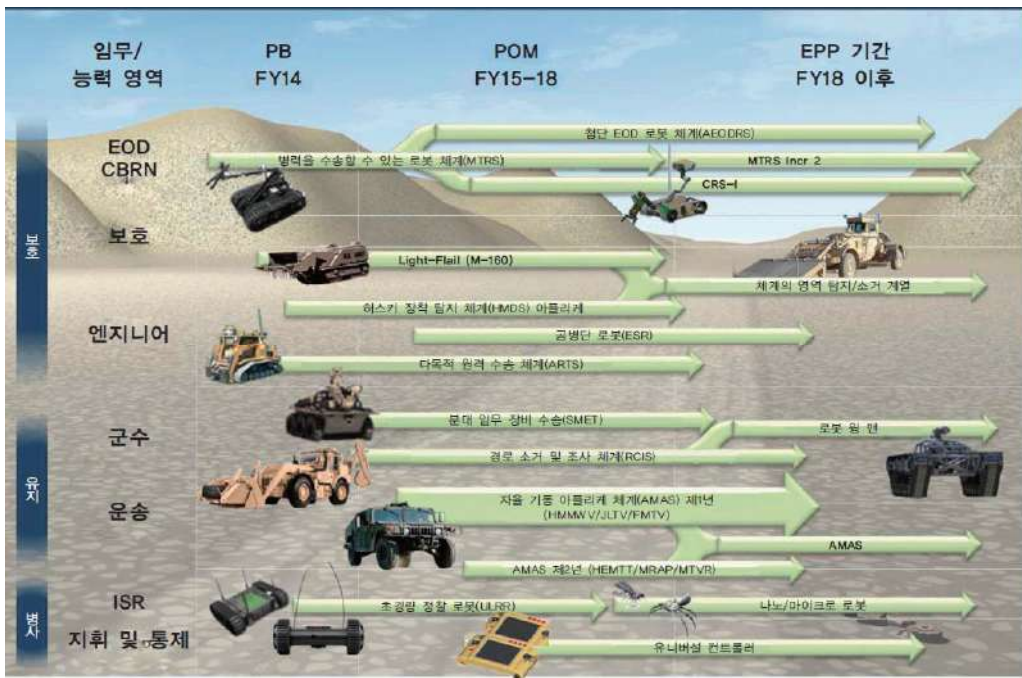 임무/
능력 영역
PB
FY14
POM
FY15-18
EPP 기간
FY18 이후
보호
EOD
CBRN
첨단 EOD 로봇 체계(AEODRS)
병력을 수송할 수 있는 로봇 체계(MTRS)
MTRS Incr 2
CRS-I
보호
Light-Flail (M-160)
체계의 영역 탐지/소거 계열
허스키 장착 탐지 체계(HMDS) 아플리케
엔지니어
공병단 로봇(ESR)
다목적 원격 수송 체계(ARTS)
유지
군수
분대 임무 장비 수송(SMET)
로봇 윙 맨
경로 소거 및 조사 체계(RCIS)
운송
자율 기동 아플리케 체계(AMAS) 제1년
(HMMWV/JLTV/FMTV)
AMAS
AMAS 제2년 (HEMTT/MRAP/MTVR)
병사
ISR
초경량 정찰 로봇(ULRR)
나노/마이크로 로봇
지휘 및 통제
유니버설 컨트롤러